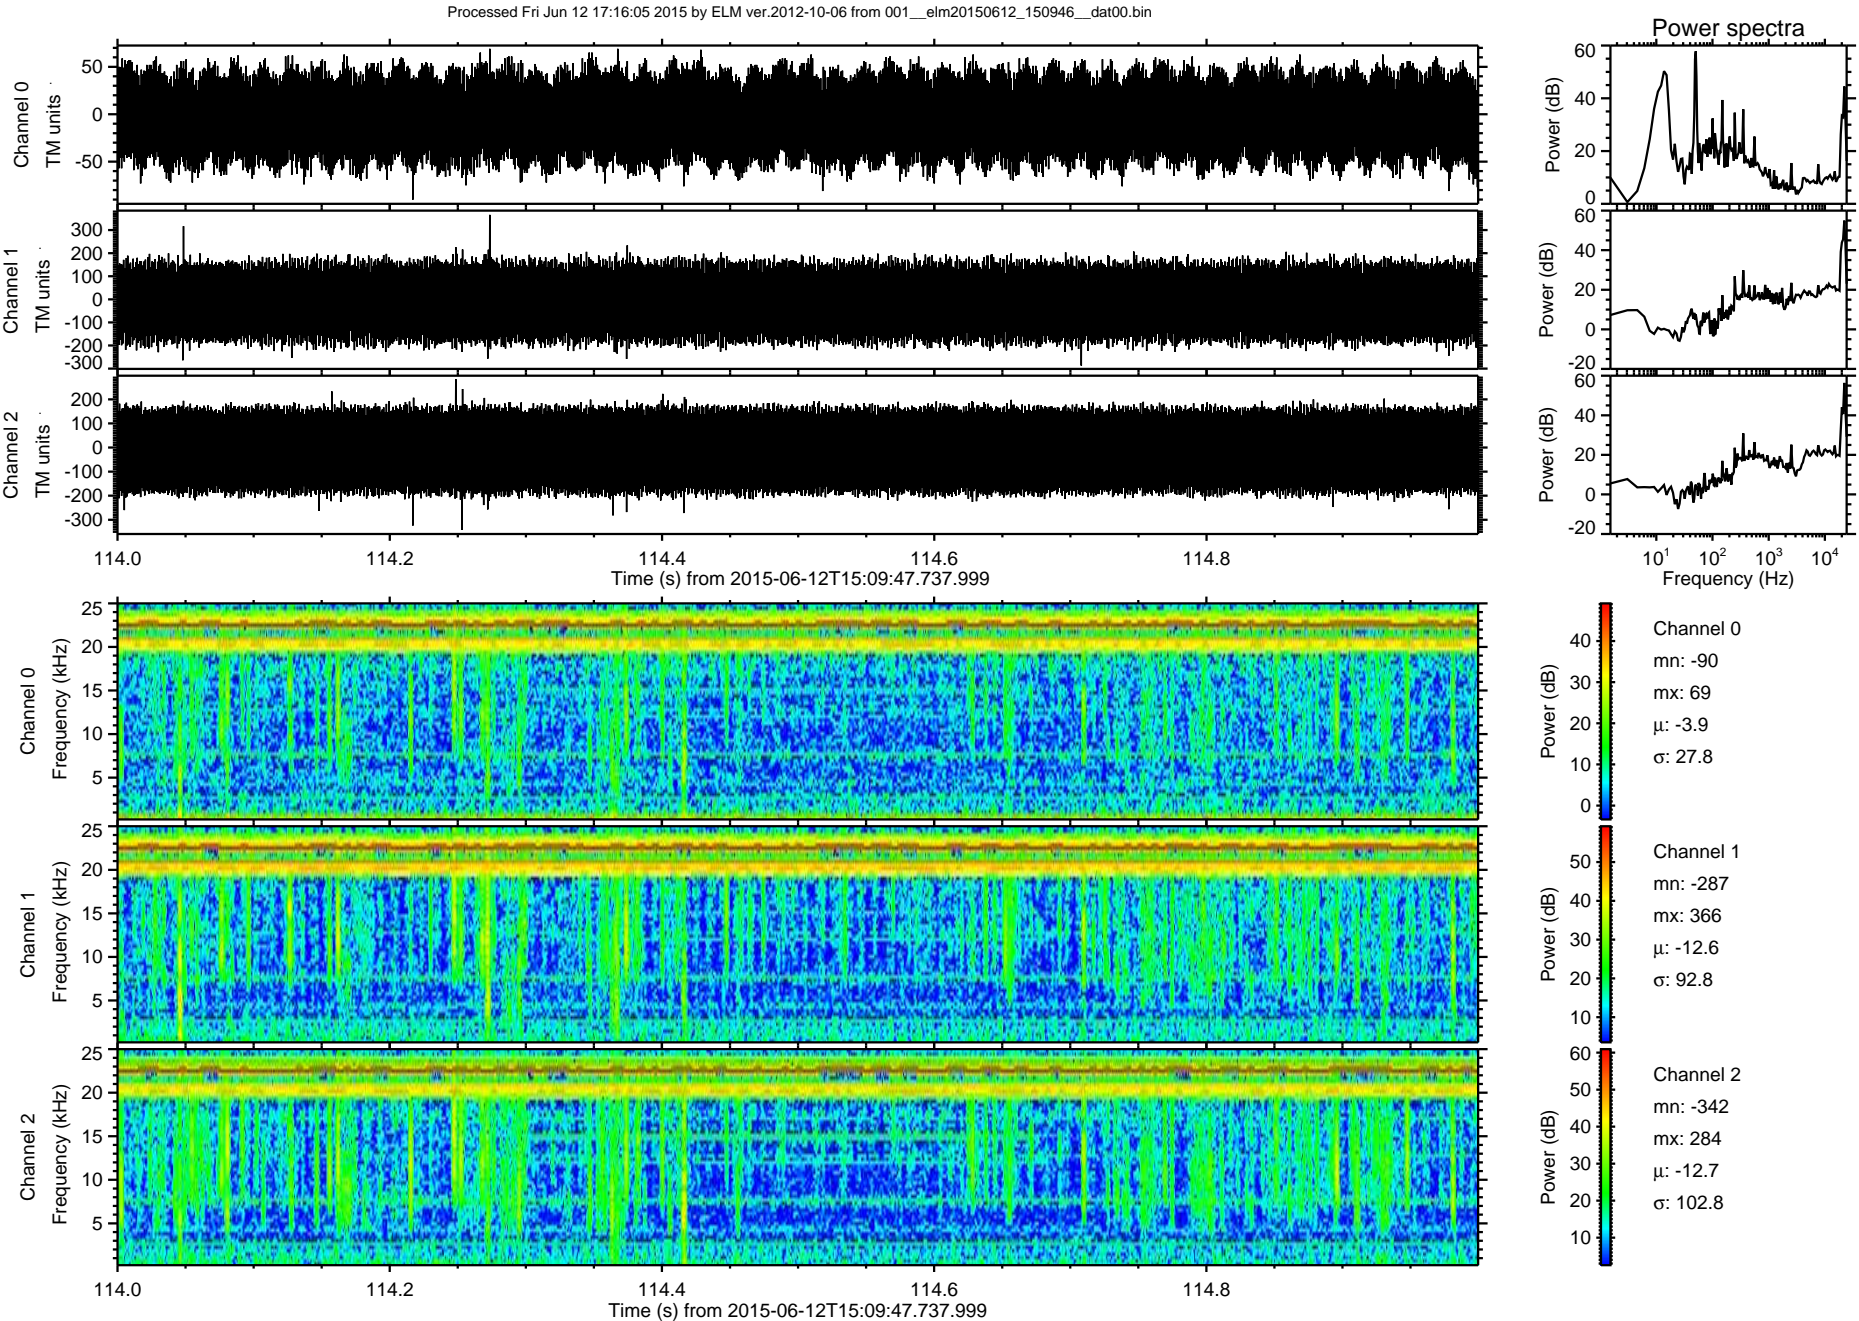 Processed Fri Jun 12 17:16:05 2015 by ELM ver.2012-10-06 from 001__elm20150612_150946__dat00.bin
Power spectra
Channel 0
TM units
50
0
-50
Power (dB)
60
40
20
0
Channel 1
TM units
300
200
100
0
-100
-200
-300
Power (dB)
60
40
20
0
-20
Channel 2
TM units
200
100
0
-100
-200
-300
Power (dB)
60
40
20
0
-20
114.0 114.2 114.4 114.6 114.8
Time (s) from 2015-06-12T15:09:47.737.999
10¹ 10² 10³ 10⁴
Frequency (Hz)
Channel 0
Frequency (kHz)
25
20
15
10
5
Power (dB)
40
30
20
10
0
Channel 0
mn: -90
mx: 69
μ: -3.9
σ: 27.8
Channel 1
Frequency (kHz)
25
20
15
10
5
Power (dB)
50
40
30
20
10
Channel 1
mn: -287
mx: 366
μ: -12.6
σ: 92.8
Channel 2
Frequency (kHz)
25
20
15
10
5
Power (dB)
60
50
40
30
20
10
Channel 2
mn: -342
mx: 284
μ: -12.7
σ: 102.8
114.0 114.2 114.4 114.6 114.8
Time (s) from 2015-06-12T15:09:47.737.999